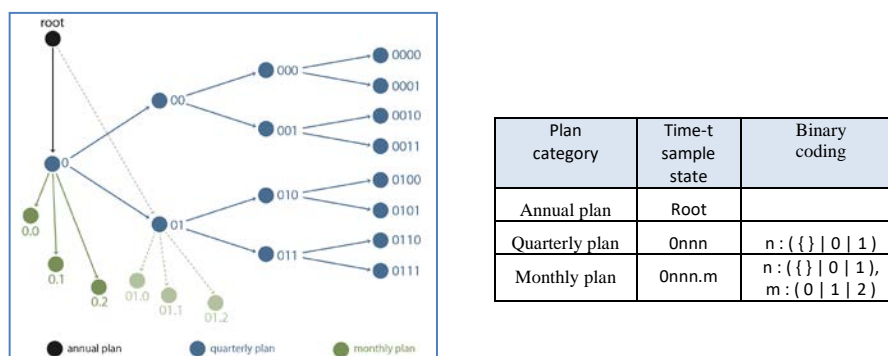 root
0
00
01
000
001
010
011
0000
0001
0010
0011
0100
0101
0110
0111
0.0
0.1
0.2
01.0
01.1
01.2
annual plan
quarterly plan
monthly plan
Plan category
Time-t sample state
Binary coding
Annual plan
Root
Quarterly plan
0nnn
n : ( { } | 0 | 1 )
Monthly plan
0nnn.m
n : ( { } | 0 | 1 ),
m : ( 0 | 1 | 2 )